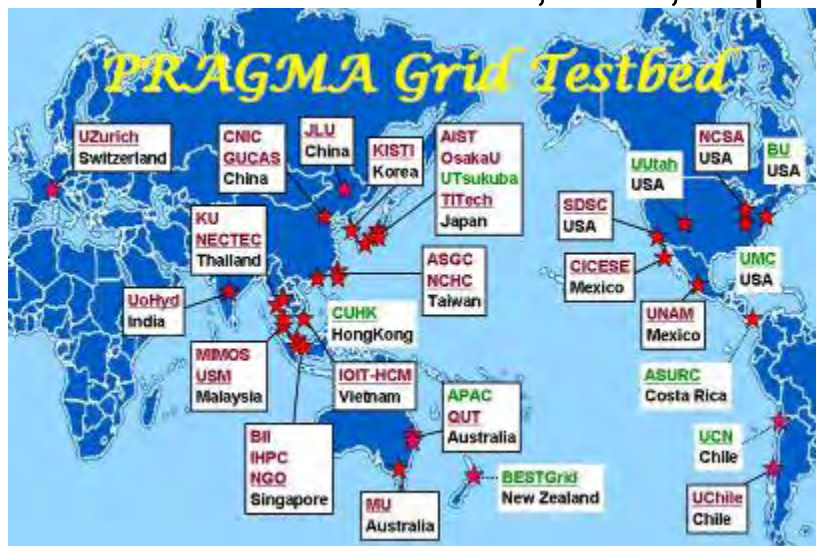 PRAGMA Grid Testbed
UZurich
Switzerland
CNIC
GUCAS
China
JLU
China
KISTI
Korea
AIST
OsakaU
UTsukuba
TITech
Japan
KU
NECTEC
Thailand
UoHyd
India
ASGC
NCHC
Taiwan
CUHK
HongKong
MIMOS
USM
Malaysia
IOIT-HCM
Vietnam
BII
IHPC
NGO
Singapore
APAC
QUT
Australia
MU
Australia
BESTGrid
New Zealand
NCSA
USA
BU
USA
UUtah
USA
SDSC
USA
CICESE
Mexico
UNAM
Mexico
UMC
USA
ASURC
Costa Rica
UCN
Chile
UChile
Chile